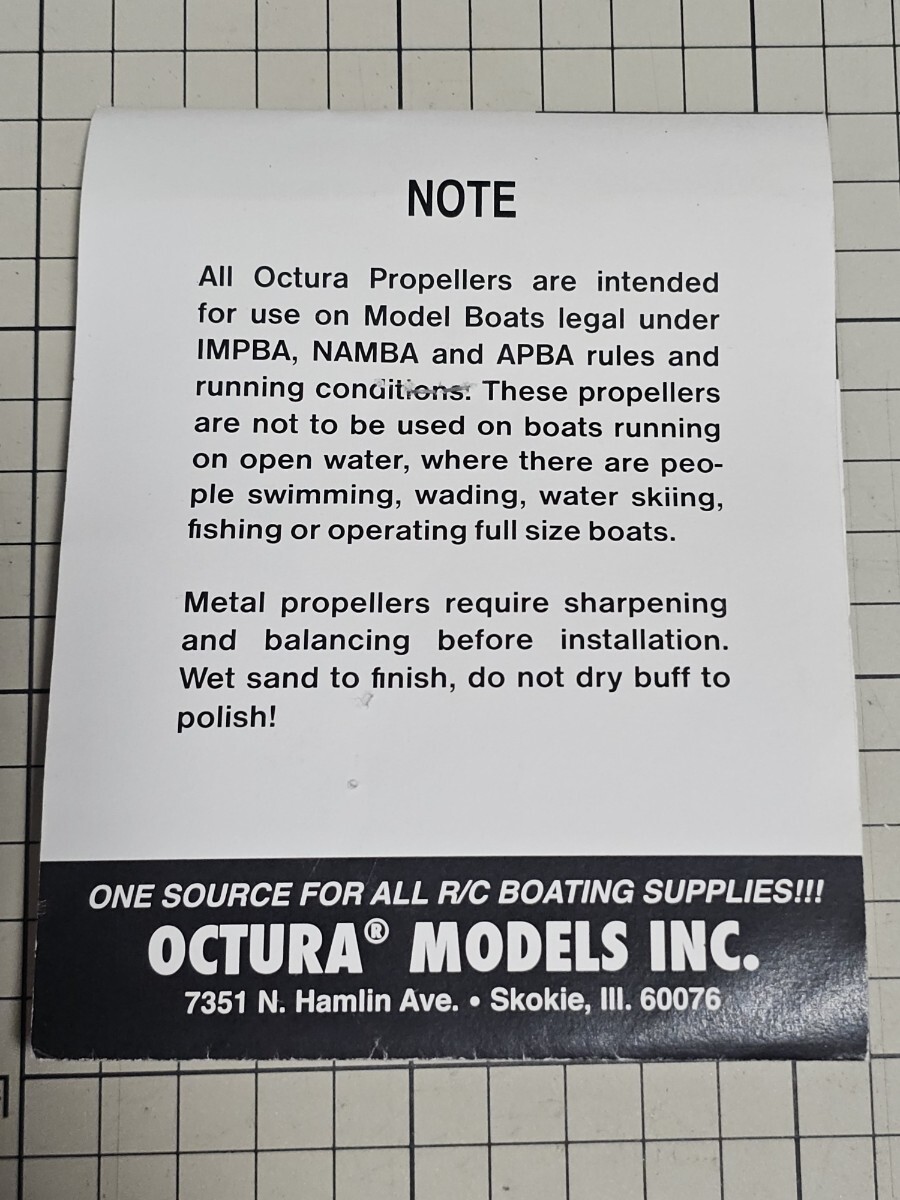 NOTE
All Octura Propellers are intended
for use on Model Boats legal under
IMPBA, NAMBA and APBA rules and
running conditions. These propellers
are not to be used on boats running
on open water, where there are peo-
ple swimming, wading, water skiing,
fishing or operating full size boats.
Metal propellers require sharpening
and balancing before installation.
Wet sand to finish, do not dry buff to
polish!
ONE SOURCE FOR ALL R/C BOATING SUPPLIES!!!
OCTURA® MODELS INC.
7351 N. Hamlin Ave. • Skokie, Ill. 60076